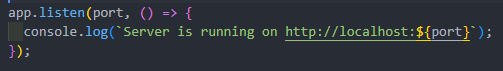 app.listen(port, () => {
  console.log(`Server is running on http://localhost:${port}`);
});